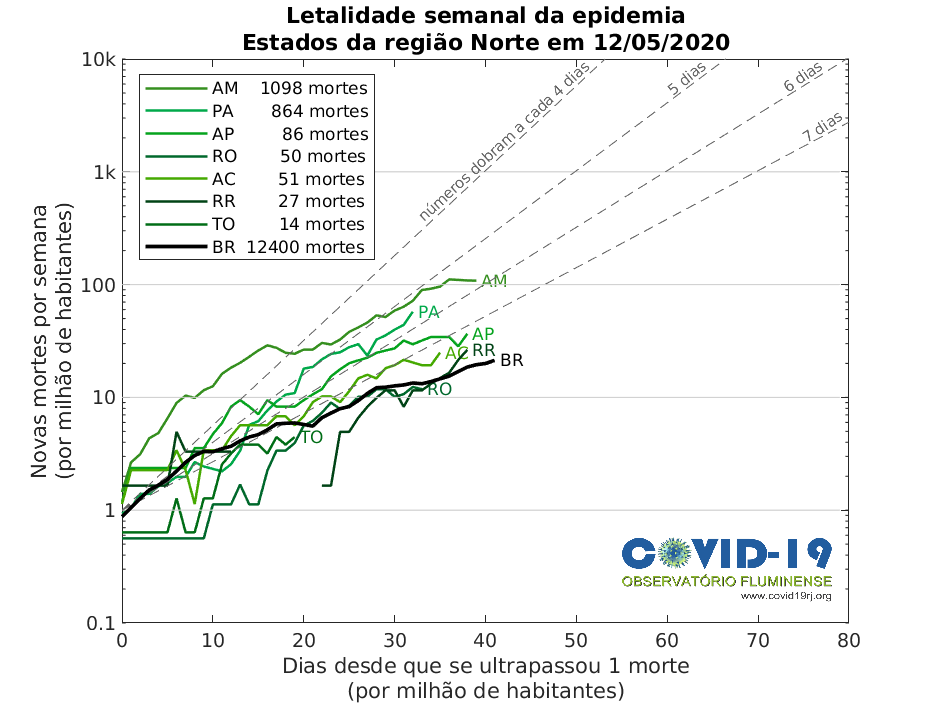 Letalidade semanal da epidemia
Estados da região Norte em 12/05/2020
10k
1k
100
10
1
0.1
Novas mortes por semana
(por milhão de habitantes)
AM 1098 mortes
PA 864 mortes
AP 86 mortes
RO 50 mortes
AC 51 mortes
RR 27 mortes
TO 14 mortes
BR 12400 mortes
números dobram a cada 4 dias
5 dias
6 dias
7 dias
AM
PA
AP
RR
AC
BR
RO
TO
COVID-19
OBSERVATÓRIO FLUMINENSE
www.covid19rj.org
0 10 20 30 40 50 60 70 80
Dias desde que se ultrapassou 1 morte
(por milhão de habitantes)